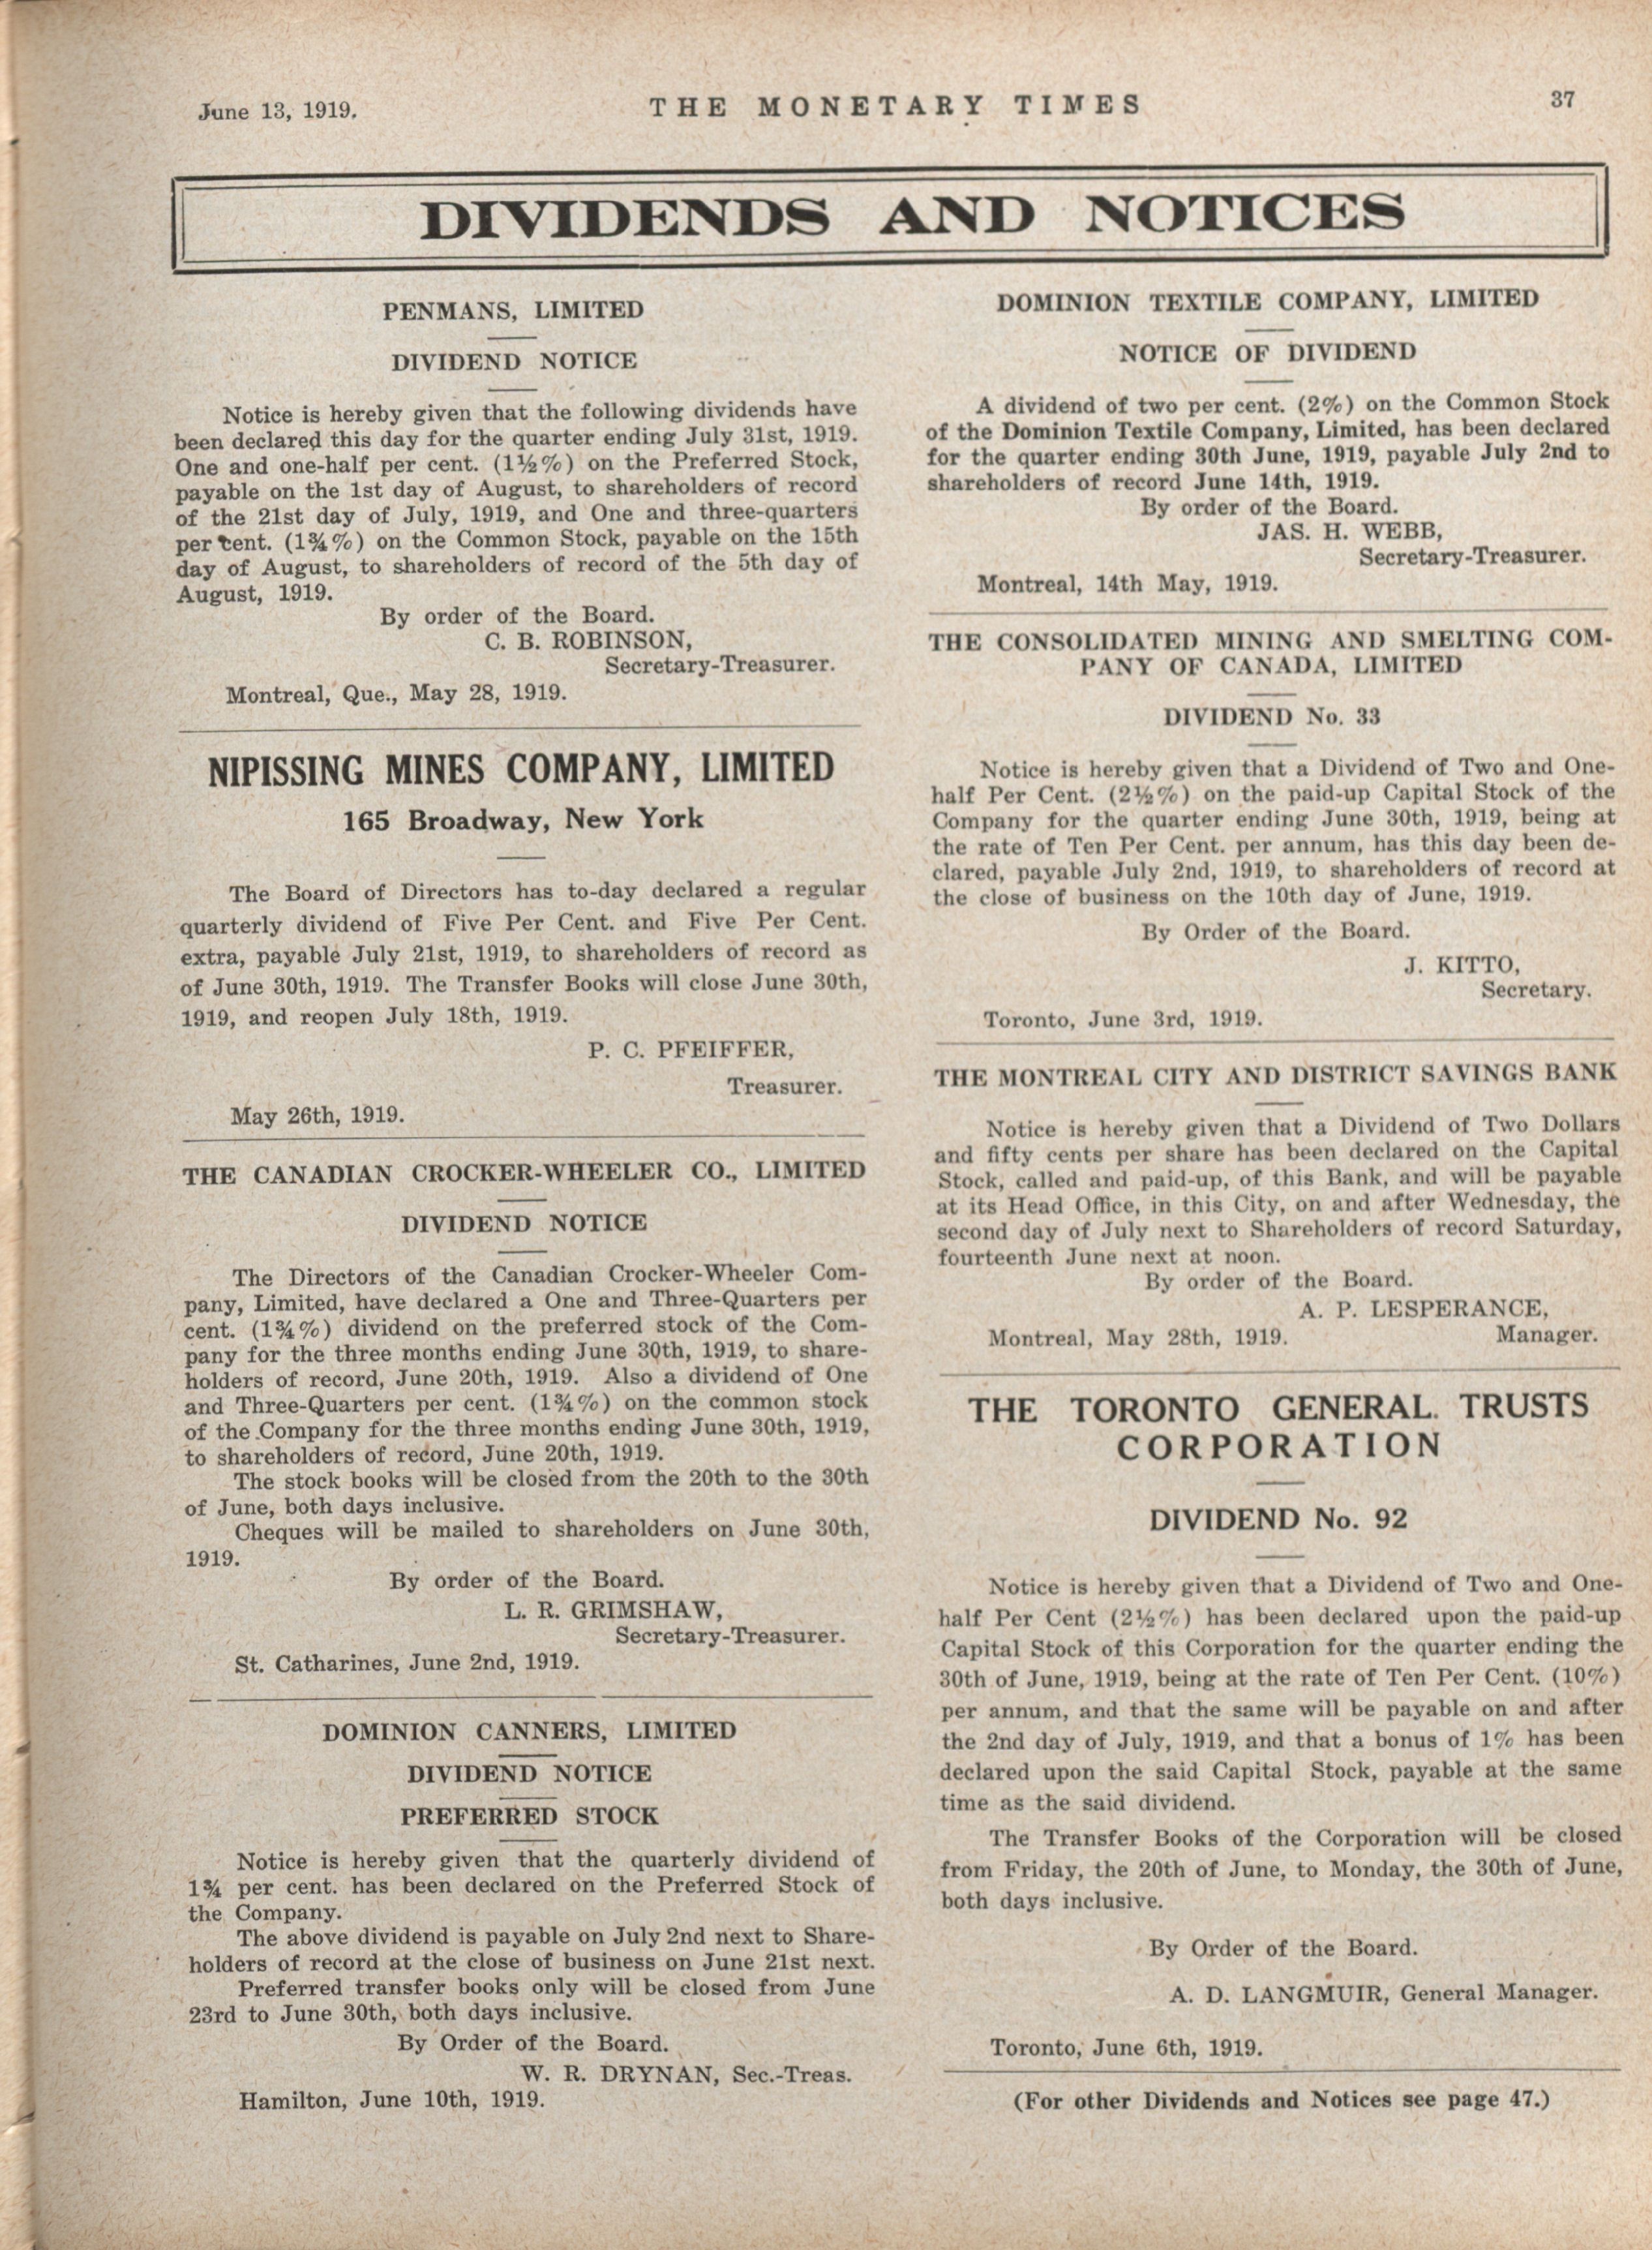 June 13, 1919.
THE MONETARY TIMES
37
DIVIDENDS AND NOTICES
PENMANS, LIMITED
DIVIDEND NOTICE
Notice is hereby given that the following dividends have
been declared this day for the quarter ending July 31st, 1919.
One and one-half per cent. (1½%) on the Preferred Stock,
payable on the 1st day of August, to shareholders of record
of the 21st day of July, 1919, and One and three-quarters
per cent. (1¾%) on the Common Stock, payable on the 15th
day of August, to shareholders of record of the 5th day of
August, 1919.
By order of the Board.
C. B. ROBINSON,
Secretary-Treasurer.
Montreal, Que., May 28, 1919.
NIPISSING MINES COMPANY, LIMITED
165 Broadway, New York
The Board of Directors has to-day declared a regular
quarterly dividend of Five Per Cent. and Five Per Cent.
extra, payable July 21st, 1919, to shareholders of record as
of June 30th, 1919. The Transfer Books will close June 30th,
1919, and reopen July 18th, 1919.
P. C. PFEIFFER,
Treasurer.
May 26th, 1919.
THE CANADIAN CROCKER-WHEELER CO., LIMITED
DIVIDEND NOTICE
The Directors of the Canadian Crocker-Wheeler Com-
pany, Limited, have declared a One and Three-Quarters per
cent. (1¾%) dividend on the preferred stock of the Com-
pany for the three months ending June 30th, 1919, to share-
holders of record, June 20th, 1919. Also a dividend of One
and Three-Quarters per cent. (1¾%) on the common stock
of the Company for the three months ending June 30th, 1919,
to shareholders of record, June 20th, 1919.
The stock books will be closed from the 20th to the 30th
of June, both days inclusive.
Cheques will be mailed to shareholders on June 30th,
1919.
By order of the Board.
L. R. GRIMSHAW,
Secretary-Treasurer.
St. Catharines, June 2nd, 1919.
DOMINION CANNERS, LIMITED
DIVIDEND NOTICE
PREFERRED STOCK
Notice is hereby given that the quarterly dividend of
1¾ per cent. has been declared on the Preferred Stock of
the Company.
The above dividend is payable on July 2nd next to Share-
holders of record at the close of business on June 21st next.
Preferred transfer books only will be closed from June
23rd to June 30th, both days inclusive.
By Order of the Board.
W. R. DRYNAN, Sec.-Treas.
Hamilton, June 10th, 1919.
DOMINION TEXTILE COMPANY, LIMITED
NOTICE OF DIVIDEND
A dividend of two per cent. (2%) on the Common Stock
of the Dominion Textile Company, Limited, has been declared
for the quarter ending 30th June, 1919, payable July 2nd to
shareholders of record June 14th, 1919.
By order of the Board.
JAS. H. WEBB,
Secretary-Treasurer.
Montreal, 14th May, 1919.
THE CONSOLIDATED MINING AND SMELTING COM-
PANY OF CANADA, LIMITED
DIVIDEND No. 33
Notice is hereby given that a Dividend of Two and One-
half Per Cent. (2½%) on the paid-up Capital Stock of the
Company for the quarter ending June 30th, 1919, being at
the rate of Ten Per Cent. per annum, has this day been de-
clared, payable July 2nd, 1919, to shareholders of record at
the close of business on the 10th day of June, 1919.
By Order of the Board.
J. KITTO,
Secretary.
Toronto, June 3rd, 1919.
THE MONTREAL CITY AND DISTRICT SAVINGS BANK
Notice is hereby given that a Dividend of Two Dollars
and fifty cents per share has been declared on the Capital
Stock, called and paid-up, of this Bank, and will be payable
at its Head Office, in this City, on and after Wednesday, the
second day of July next to Shareholders of record Saturday,
fourteenth June next at noon.
By order of the Board.
A. P. LESPERANCE,
Montreal, May 28th, 1919. Manager.
THE TORONTO GENERAL TRUSTS
CORPORATION
DIVIDEND No. 92
Notice is hereby given that a Dividend of Two and One-
half Per Cent (2½%) has been declared upon the paid-up
Capital Stock of this Corporation for the quarter ending the
30th of June, 1919, being at the rate of Ten Per Cent. (10%)
per annum, and that the same will be payable on and after
the 2nd day of July, 1919, and that a bonus of 1% has been
declared upon the said Capital Stock, payable at the same
time as the said dividend.
The Transfer Books of the Corporation will be closed
from Friday, the 20th of June, to Monday, the 30th of June,
both days inclusive.
By Order of the Board.
A. D. LANGMUIR, General Manager.
Toronto, June 6th, 1919.
(For other Dividends and Notices see page 47.)